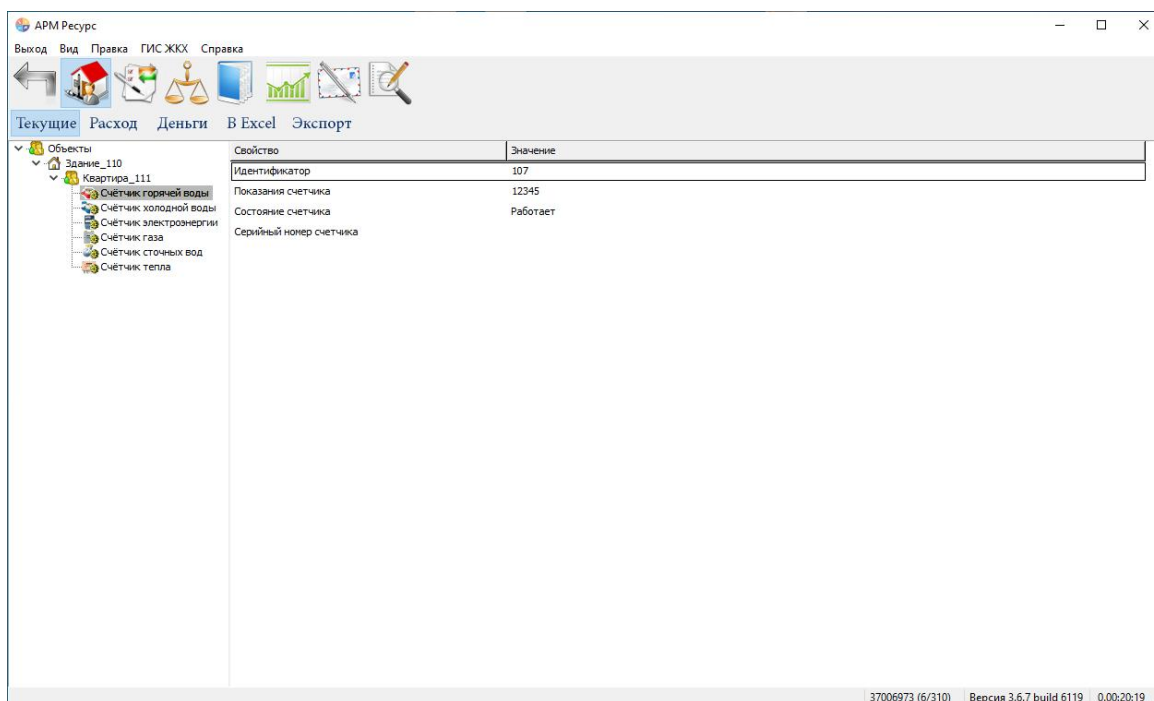 АРМ Ресурс
Выход Вид Правка ГИС ЖКХ Справка
Текущие Расход Деньги В Excel Экспорт
Объекты
Здание_110
Квартира_111
Счётчик горячей воды
Счётчик холодной воды
Счётчик электроэнергии
Счётчик газа
Счётчик сточных вод
Счётчик тепла
Свойство Значение
Идентификатор 107
Показания счетчика 12345
Состояние счетчика Работает
Серийный номер счетчика
37006973 (6/310) Версия 3.6.7 build 6119 0.00:20:19